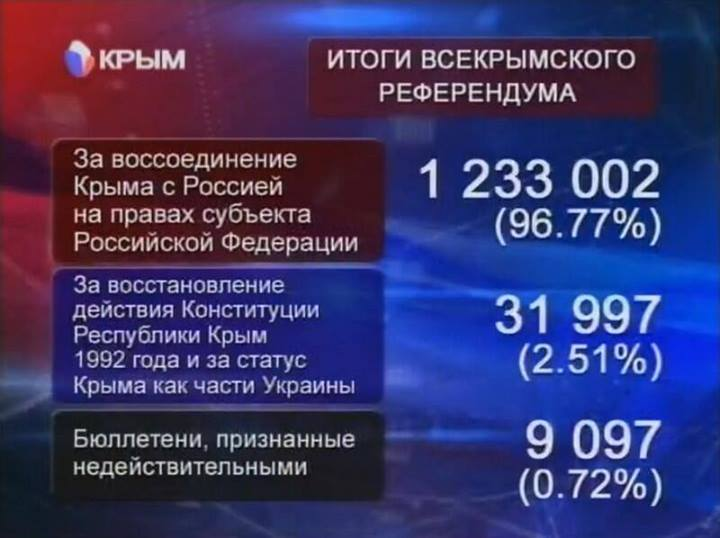 КРЫМ
ИТОГИ ВСЕКРЫМСКОГО
РЕФЕРЕНДУМА
За воссоединение
Крыма с Россией
на правах субъекта
Российской Федерации
1 233 002
(96.77%)
За восстановление
действия Конституции
Республики Крым
1992 года и за статус
Крыма как части Украины
31 997
(2.51%)
Бюллетени, признанные
недействительными
9 097
(0.72%)